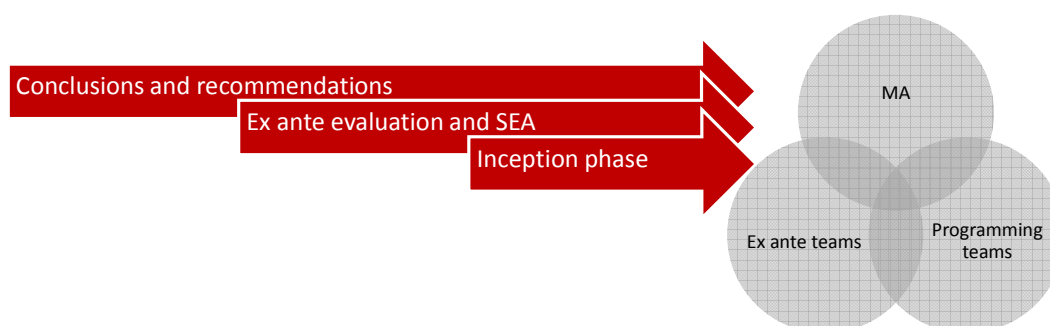 Conclusions and recommendations
Ex ante evaluation and SEA
Inception phase
MA
Ex ante teams
Programming
teams